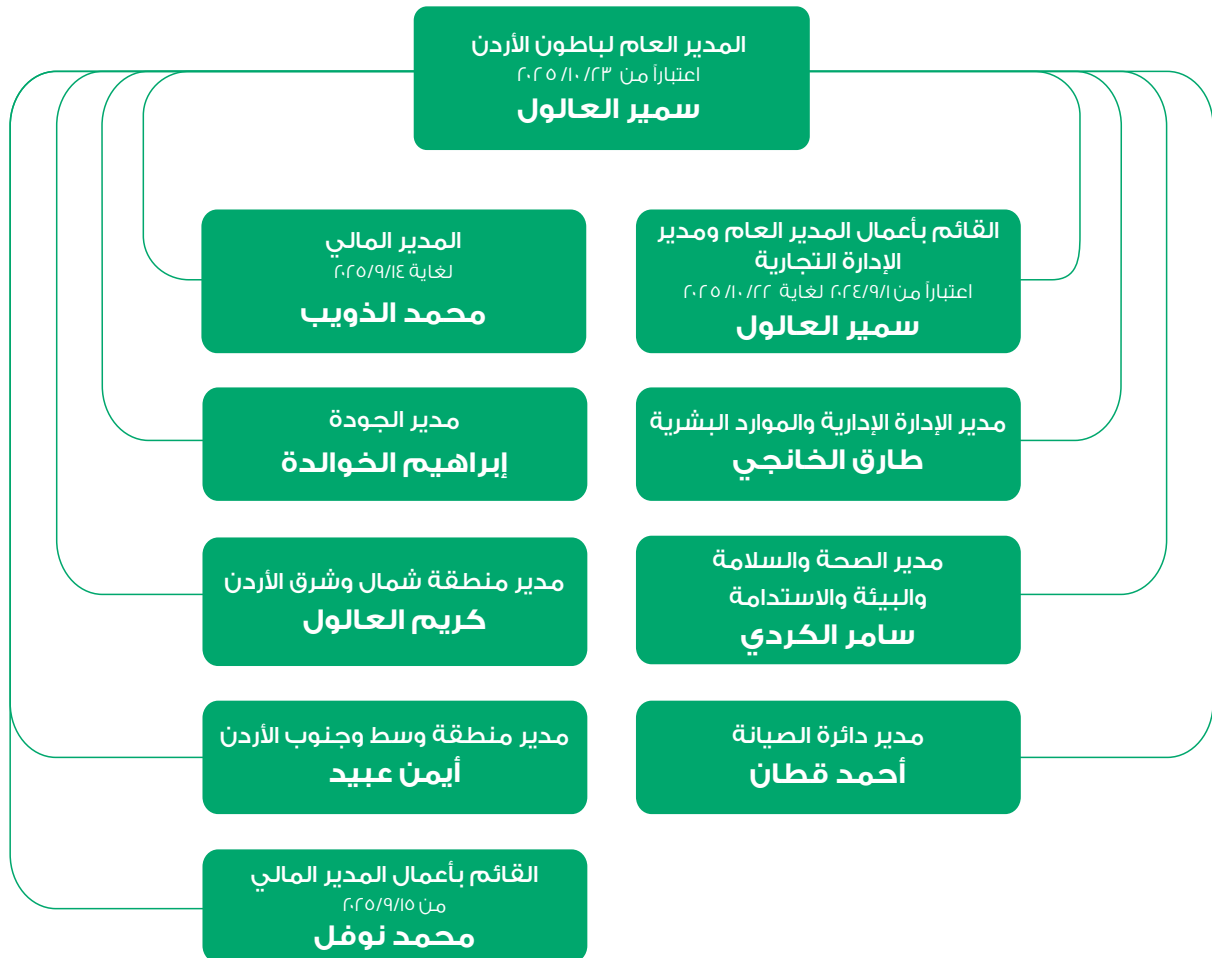 المدير العام لباطون الأردن
اعتباراً من ٢٠٢٥/١٠/٢٣
سمير العالول
القائم بأعمال المدير العام ومدير
الإدارة التجارية
اعتباراً من ٢٠٢٤/٩/١ لغاية ٢٠٢٥/١٠/٢٢
سمير العالول
المدير المالي
لغاية ٢٠٢٥/٩/١٤
محمد الذويب
مدير الإدارة الإدارية والموارد البشرية
طارق الخانجي
مدير الجودة
إبراهيم الخوالدة
مدير الصحة والسلامة
والبيئة والاستدامة
سامر الكردي
مدير منطقة شمال وشرق الأردن
كريم العالول
مدير دائرة الصيانة
أحمد قطان
مدير منطقة وسط وجنوب الأردن
أيمن عبيد
القائم بأعمال المدير المالي
من ٢٠٢٥/٩/١٥
محمد نوفل